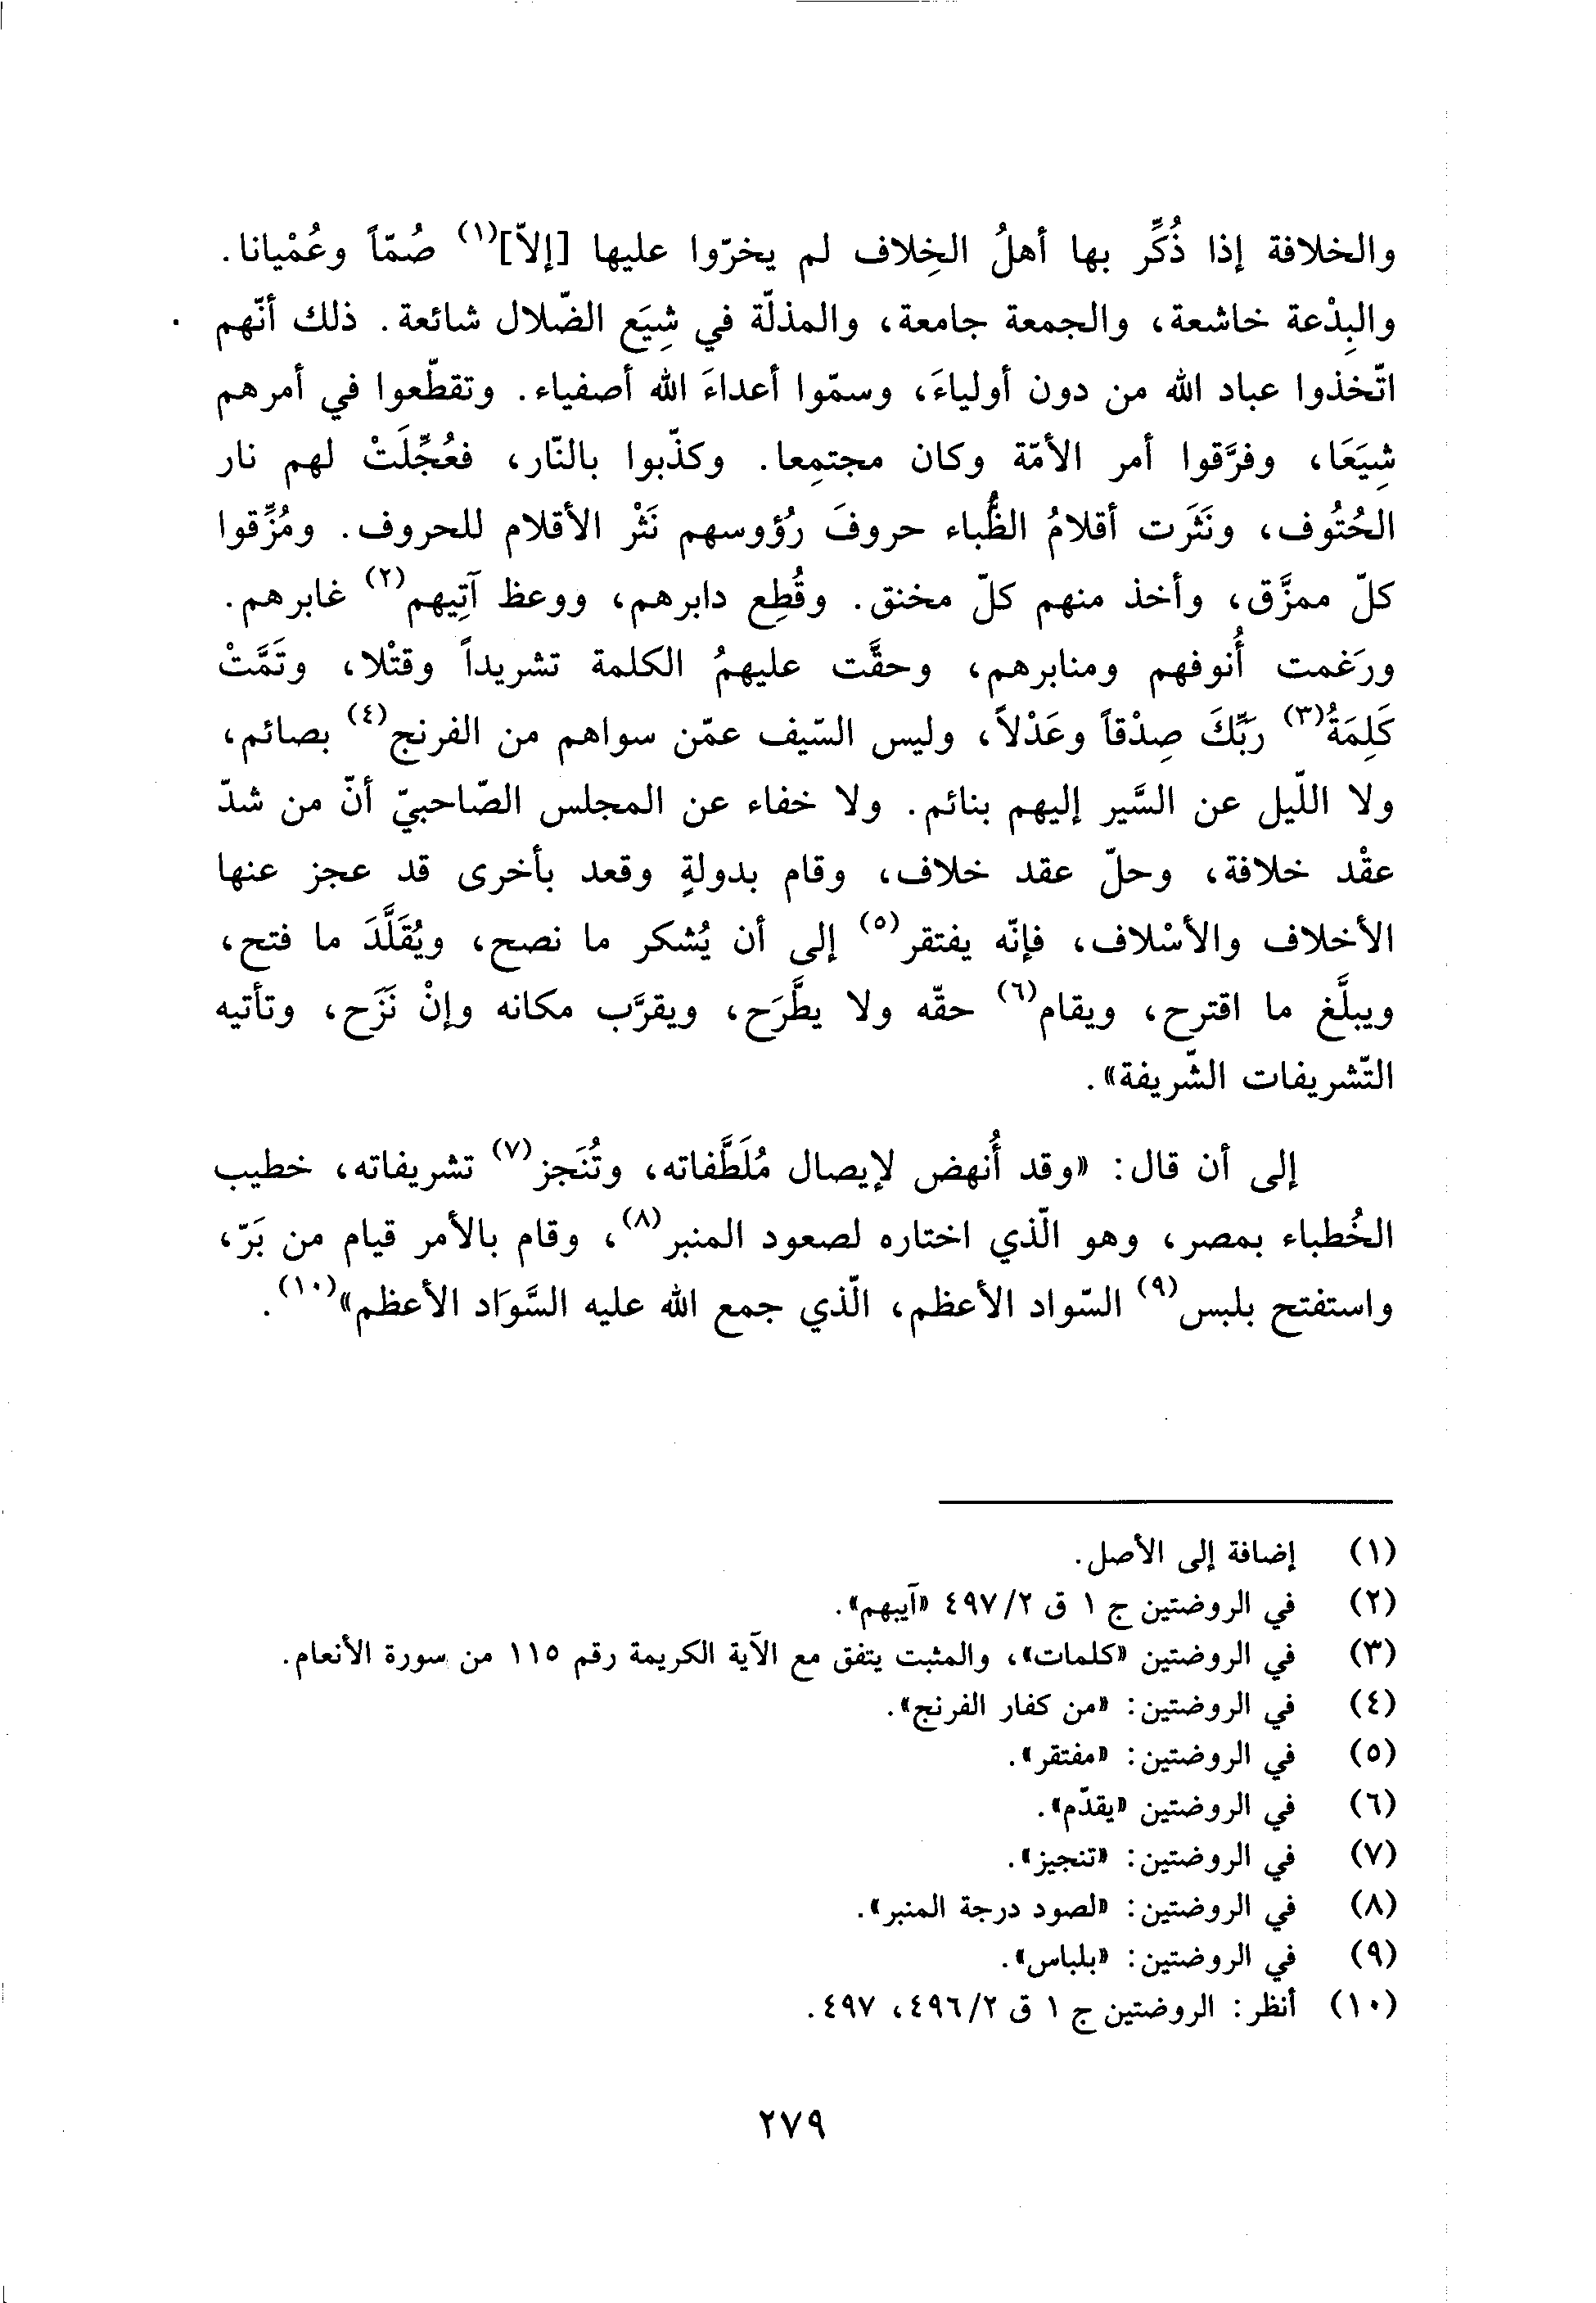 والخلافة إذا ذُكِّر بها أهلُ الخِلاف لم يخرّوا عليها [إلاّ](١) صُمّاً وعُمْيانا.
والبِدْعة خاشعة، والجمعة جامعة، والمذلّة في شِيَع الضّلال شائعة. ذلك أنّهم
اتّخذوا عباد الله من دون أولياءَ، وسمّوا أعداءَ الله أصفياء. وتقطّعوا في أمرهم
شِيَعَا، وفرَّقوا أمر الأمّة وكان مجتمِعا. وكذّبوا بالنّار، فعُجِّلَتْ لهم نار
الحُتُوف، ونَثَرَت أقلامُ الظُّباء حروفَ رُؤوسهم نَثْر الأقلام للحروف. ومُزِّقوا
كلّ ممزَّق، وأخذ منهم كلّ مخنق. وقُطِع دابرهم، ووعظ آتِيهم(٢) غابرهم.
ورَغمت أُنوفهم ومنابرهم، وحقَّت عليهمُ الكلمة تشريداً وقتْلا، وتَمَّتْ
كَلِمَةُ(٣) رَبِّكَ صِدْقاً وعَدْلاً، وليس السّيف عمّن سواهم من الفرنج(٤) بصائم،
ولا اللّيل عن السَّير إليهم بنائم. ولا خفاء عن المجلس الصّاحبيّ أنّ من شدّ
عقْد خلافة، وحلّ عقد خلاف، وقام بدولةٍ وقعد بأخرى قد عجز عنها
الأخلاف والأسْلاف، فإنّه يفتقر(٥) إلى أن يُشكر ما نصح، ويُقَلَّدَ ما فتح،
ويبلَّغ ما اقترح، ويقام(٦) حقّه ولا يطَّرَح، ويقرَّب مكانه وإنْ نَزَح، وتأتيه
التّشريفات الشّريفة».
إلى أن قال: «وقد أُنهض لإيصال مُلَطَّفاته، وتُنَجز(٧) تشريفاته، خطيب
الخُطباء بمصر، وهو الّذي اختاره لصعود المنبر(٨)، وقام بالأمر قيام من بَرّ،
واستفتح بلبس(٩) السّواد الأعظم، الّذي جمع الله عليه السَّوَاد الأعظم»(١٠).
(١) إضافة إلى الأصل.
(٢) في الروضتين ج ١ ق ٤٩٧/٢ «آيبهم».
(٣) في الروضتين «كلمات»، والمثبت يتفق مع الآية الكريمة رقم ١١٥ من سورة الأنعام.
(٤) في الروضتين: «من كفار الفرنج».
(٥) في الروضتين: «مفتقر».
(٦) في الروضتين «يقدّم».
(٧) في الروضتين: «تنجيز».
(٨) في الروضتين: «لصود درجة المنبر».
(٩) في الروضتين: «بلباس».
(١٠) أنظر: الروضتين ج ١ ق ٤٩٦/٢، ٤٩٧.
٢٧٩